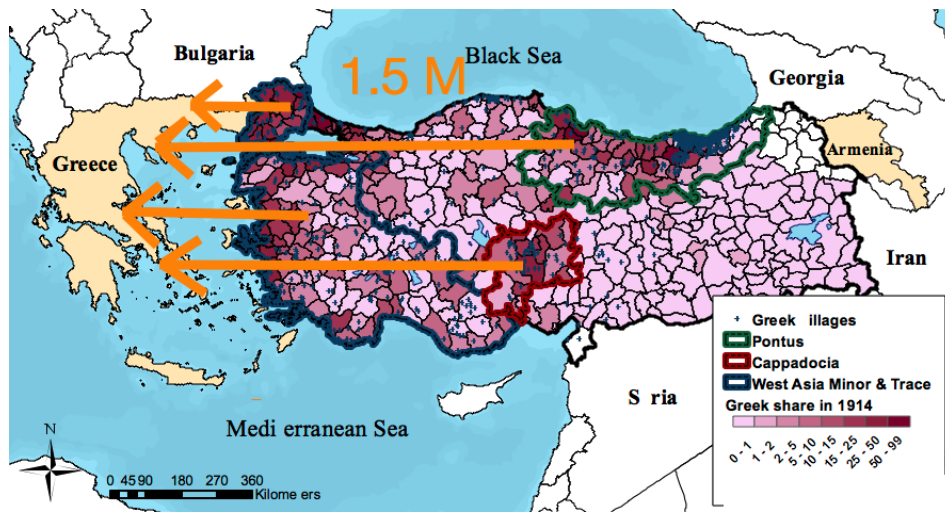 Bulgaria
1.5 M
Black Sea
Georgia
Greece
Armenia
Iran
Greek illages
Pontus
Cappadocia
West Asia Minor & Trace
Greek share in 1914
0 - 1
1 - 2
2 - 5
5 - 10
10 - 15
15 - 25
25 - 50
50 - 99
S ria
Medi erranean Sea
N
0 45 90 180 270 360
Kilome ers